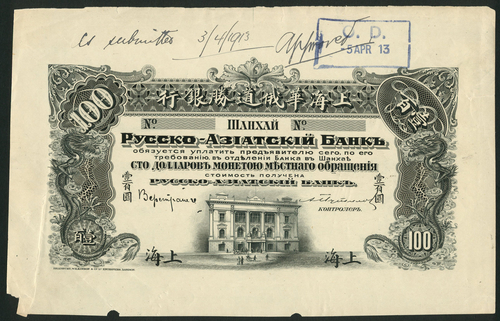 As submitted 3/4/1913 Approved
C. D.
5 APR 13
上海華俄道勝銀行
100
壹百
№ ШАНХАЙ №
РУССКО-АЗІАТСКІЙ БАНКЪ
обязуется уплатить предъявителю сего, по его
требованію въ отдѣленіи Банка въ Шанхаѣ
СТО ДОЛЛАРОВЪ МОНЕТОЮ МѢСТНАГО ОБРАЩЕНІЯ
СТОИМОСТЬ ПОЛУЧЕНА
РУССКО-АЗІАТСКІЙ БАНКЪ.
壹百圓
壹百圓
КОНТРОЛЕРЪ.
海上
上海
100